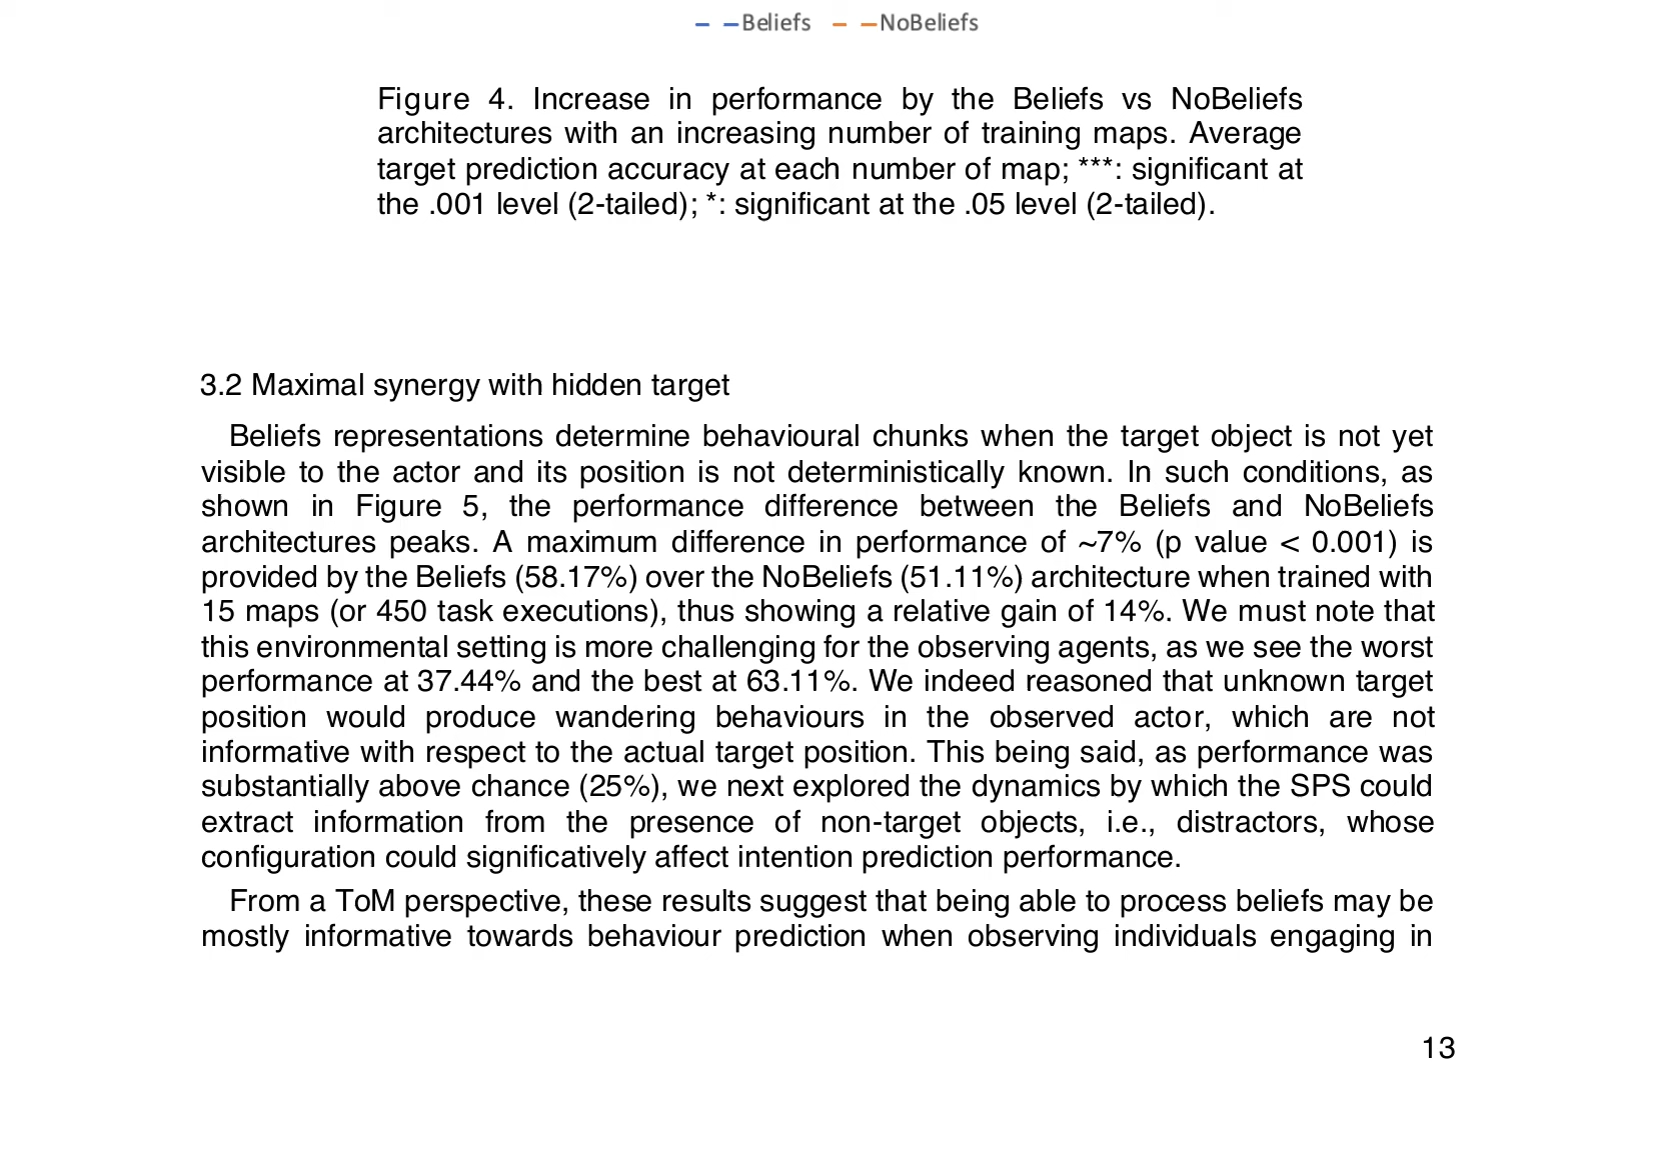 Beliefs NoBeliefs
Figure 4. Increase in performance by the Beliefs vs NoBeliefs
architectures with an increasing number of training maps. Average
target prediction accuracy at each number of map; ***: significant at
the .001 level (2-tailed); *: significant at the .05 level (2-tailed).
3.2 Maximal synergy with hidden target
Beliefs representations determine behavioural chunks when the target object is not yet
visible to the actor and its position is not deterministically known. In such conditions, as
shown in Figure 5, the performance difference between the Beliefs and NoBeliefs
architectures peaks. A maximum difference in performance of ~7% (p value < 0.001) is
provided by the Beliefs (58.17%) over the NoBeliefs (51.11%) architecture when trained with
15 maps (or 450 task executions), thus showing a relative gain of 14%. We must note that
this environmental setting is more challenging for the observing agents, as we see the worst
performance at 37.44% and the best at 63.11%. We indeed reasoned that unknown target
position would produce wandering behaviours in the observed actor, which are not
informative with respect to the actual target position. This being said, as performance was
substantially above chance (25%), we next explored the dynamics by which the SPS could
extract information from the presence of non-target objects, i.e., distractors, whose
configuration could significatively affect intention prediction performance.
From a ToM perspective, these results suggest that being able to process beliefs may be
mostly informative towards behaviour prediction when observing individuals engaging in
13